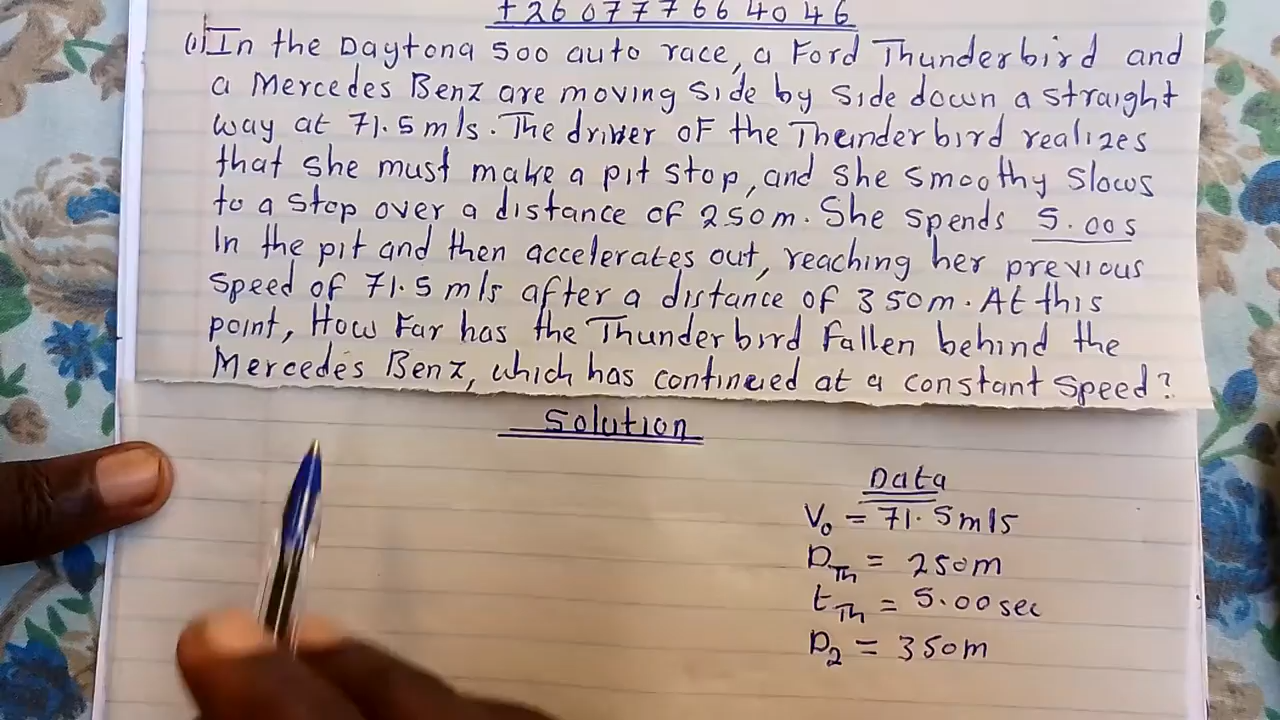 +260777664046
(1) In the Daytona 500 auto race, a Ford Thunderbird and
a Mercedes Benz are moving side by side down a straight
way at 71.5 m/s. The driver of the Thunderbird realizes
that she must make a pit stop, and she smoothy slows
to a stop over a distance of 250m. She spends 5.00s
In the pit and then accelerates out, reaching her previous
speed of 71.5 m/s after a distance of 350m. At this
point, How Far has the Thunderbird fallen behind the
Mercedes Benz, which has continued at a constant speed?
Solution
Data
V₀ = 71.5 m/s
D_Th = 250m
t_Th = 5.00 sec
D₂ = 350m